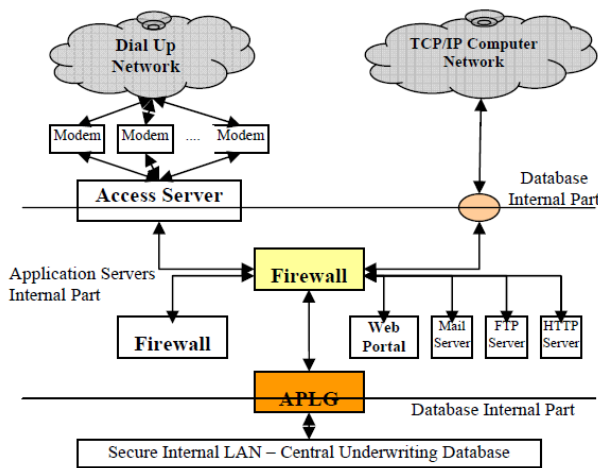 Dial Up
Network
TCP/IP Computer
Network
Modem
Modem
....
Modem
Access Server
Database
Internal Part
Application Servers
Internal Part
Firewall
Firewall
Web
Portal
Mail
Server
FTP
Server
HTTP
Server
APLG
Database Internal Part
Secure Internal LAN – Central Underwriting Database